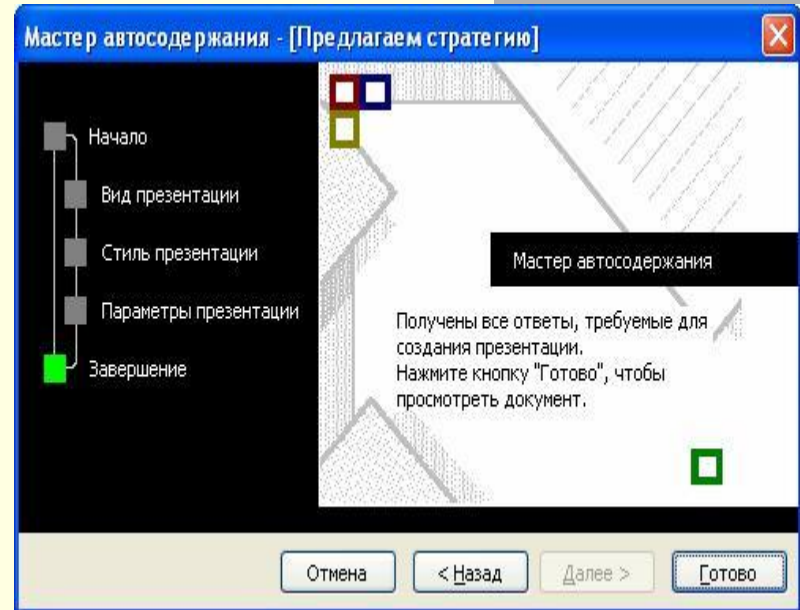 Мастер автосодержания - [Предлагаем стратегию]
Начало
Вид презентации
Стиль презентации
Параметры презентации
Завершение
Мастер автосодержания
Получены все ответы, требуемые для
создания презентации.
Нажмите кнопку "Готово", чтобы
просмотреть документ.
Отмена
< Назад
Далее >
Готово